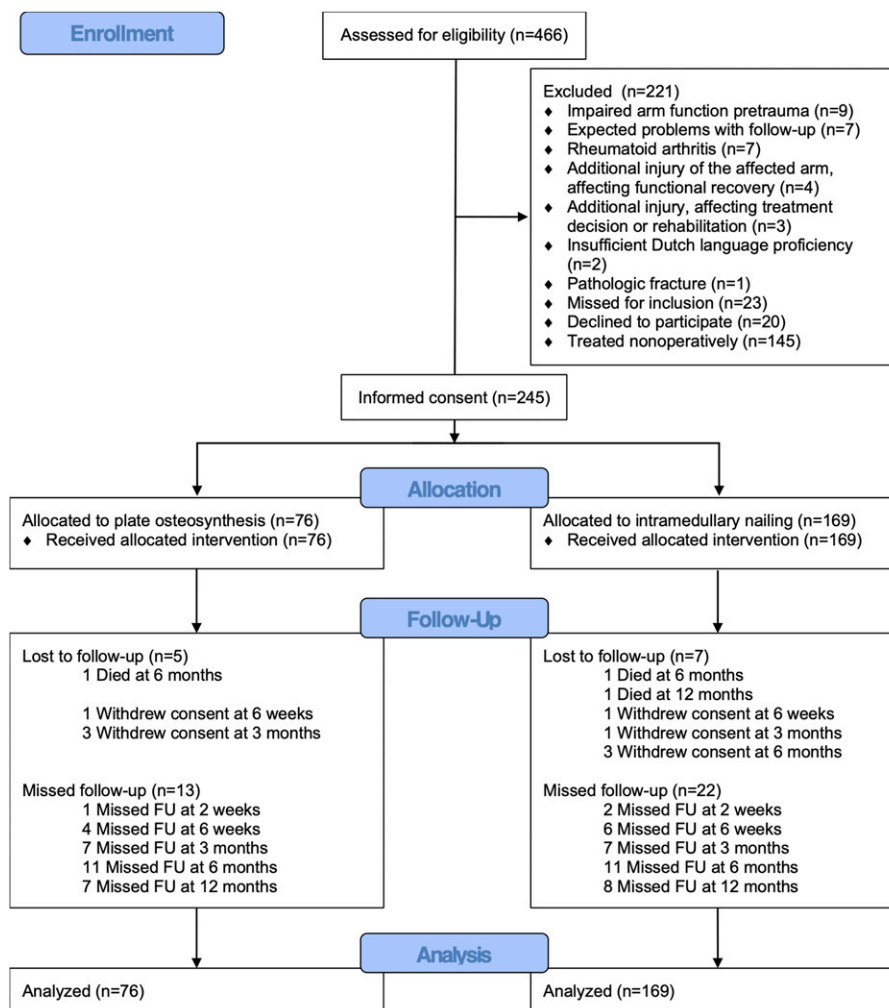 Enrollment
Assessed for eligibility (n=466)
Excluded (n=221)
♦ Impaired arm function pretrauma (n=9)
♦ Expected problems with follow-up (n=7)
♦ Rheumatoid arthritis (n=7)
♦ Additional injury of the affected arm,
affecting functional recovery (n=4)
♦ Additional injury, affecting treatment
decision or rehabilitation (n=3)
♦ Insufficient Dutch language proficiency
(n=2)
♦ Pathologic fracture (n=1)
♦ Missed for inclusion (n=23)
♦ Declined to participate (n=20)
♦ Treated nonoperatively (n=145)
Informed consent (n=245)
Allocation
Allocated to plate osteosynthesis (n=76)
♦ Received allocated intervention (n=76)
Allocated to intramedullary nailing (n=169)
♦ Received allocated intervention (n=169)
Follow-Up
Lost to follow-up (n=5)
1 Died at 6 months
1 Withdrew consent at 6 weeks
3 Withdrew consent at 3 months
Missed follow-up (n=13)
1 Missed FU at 2 weeks
4 Missed FU at 6 weeks
7 Missed FU at 3 months
11 Missed FU at 6 months
7 Missed FU at 12 months
Lost to follow-up (n=7)
1 Died at 6 months
1 Died at 12 months
1 Withdrew consent at 6 weeks
1 Withdrew consent at 3 months
3 Withdrew consent at 6 months
Missed follow-up (n=22)
2 Missed FU at 2 weeks
6 Missed FU at 6 weeks
7 Missed FU at 3 months
11 Missed FU at 6 months
8 Missed FU at 12 months
Analysis
Analyzed (n=76)
Analyzed (n=169)